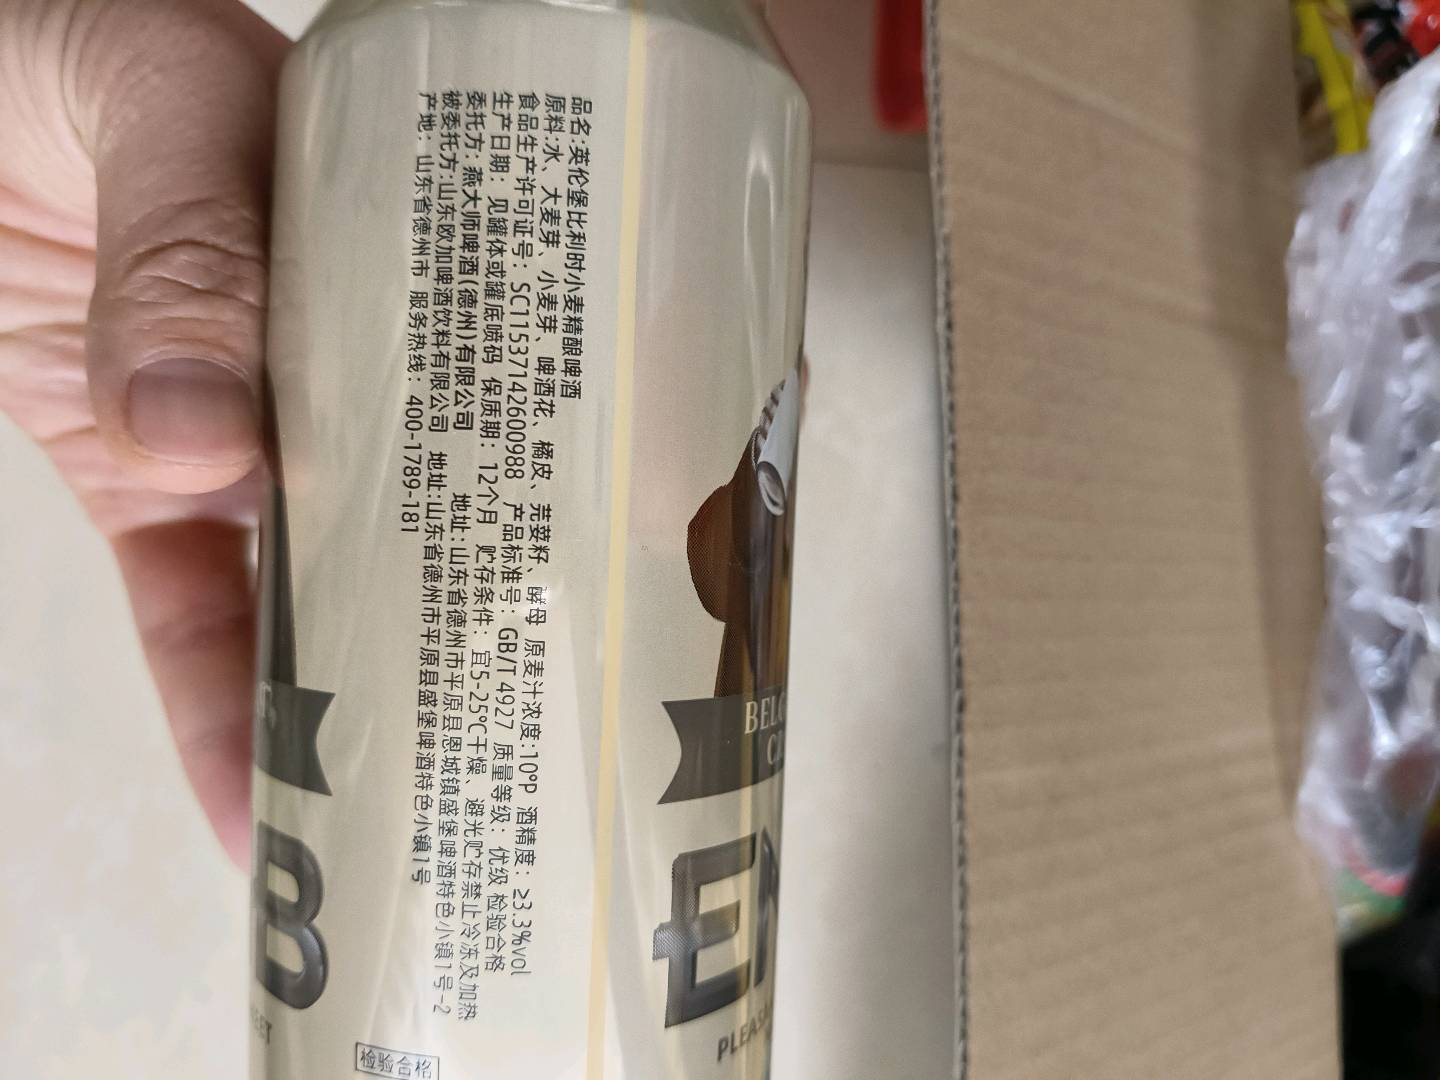 品名:英伦堡比利时小麦精酿啤酒
原料:水、大麦芽、小麦芽、啤酒花、橘皮、芫荽籽、酵母 原麦汁浓度:10°P 酒精度: ≥3.3%vol
食品生产许可证号: SC11537142600988 产品标准号: GB/T 4927 质量等级: 优级 检验合格
生产日期: 见罐体或罐底喷码 保质期: 12个月 贮存条件: 宜5-25℃干燥、避光贮存禁止冷冻及加热
委托方: 燕大师啤酒(德州)有限公司 地址: 山东省德州市平原县恩城镇盛堡啤酒特色小镇1号-2
被委托方:山东欧加啤酒饮料有限公司 地址:山东省德州市平原县盛堡啤酒特色小镇1号
产地: 山东省德州市 服务热线: 400-1789-181
检验合格
B
EN